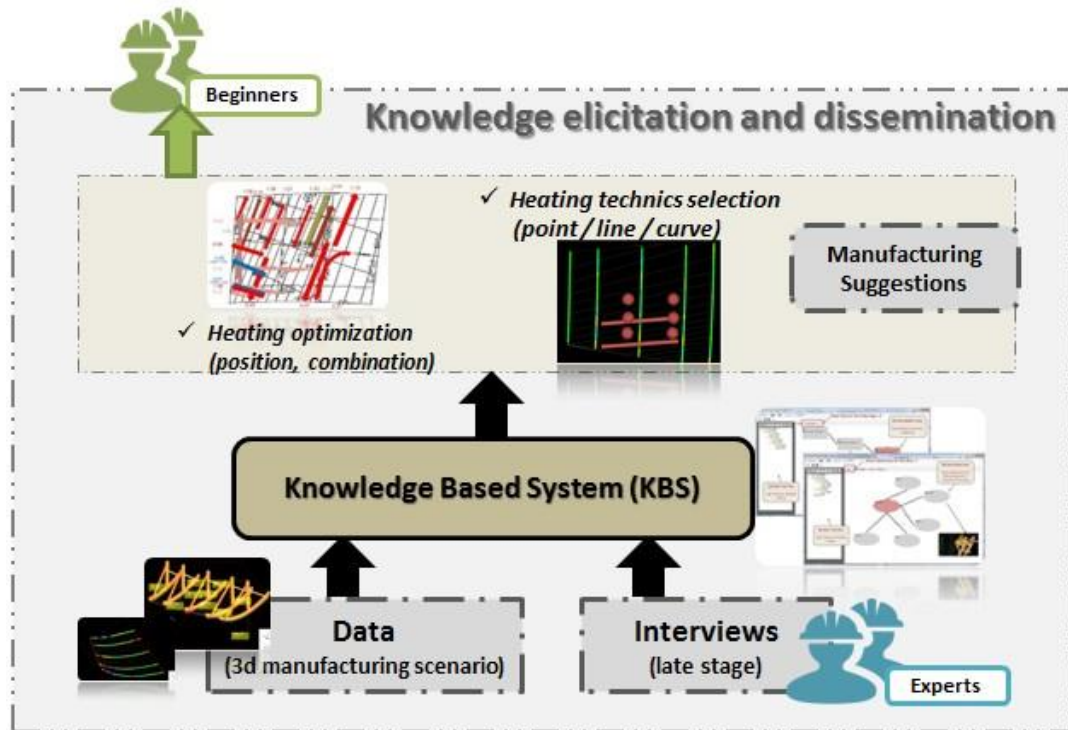 Beginners
Knowledge elicitation and dissemination
✓ Heating technics selection
(point / line / curve)
Manufacturing
Suggestions
✓ Heating optimization
(position, combination)
Knowledge Based System (KBS)
Data
(3d manufacturing scenario)
Interviews
(late stage)
Experts